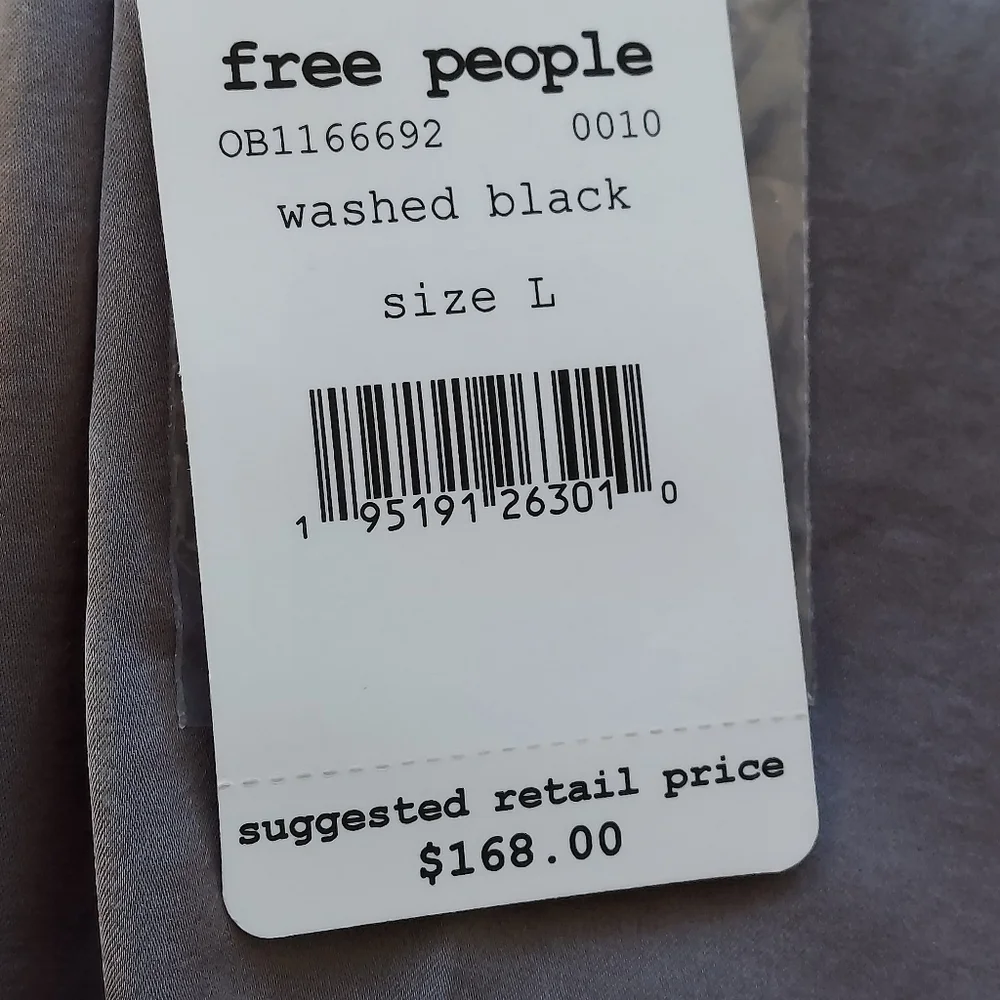 free people
OB1166692 0010
washed black
size L
1 95191 26301 0
suggested retail price
$168.00